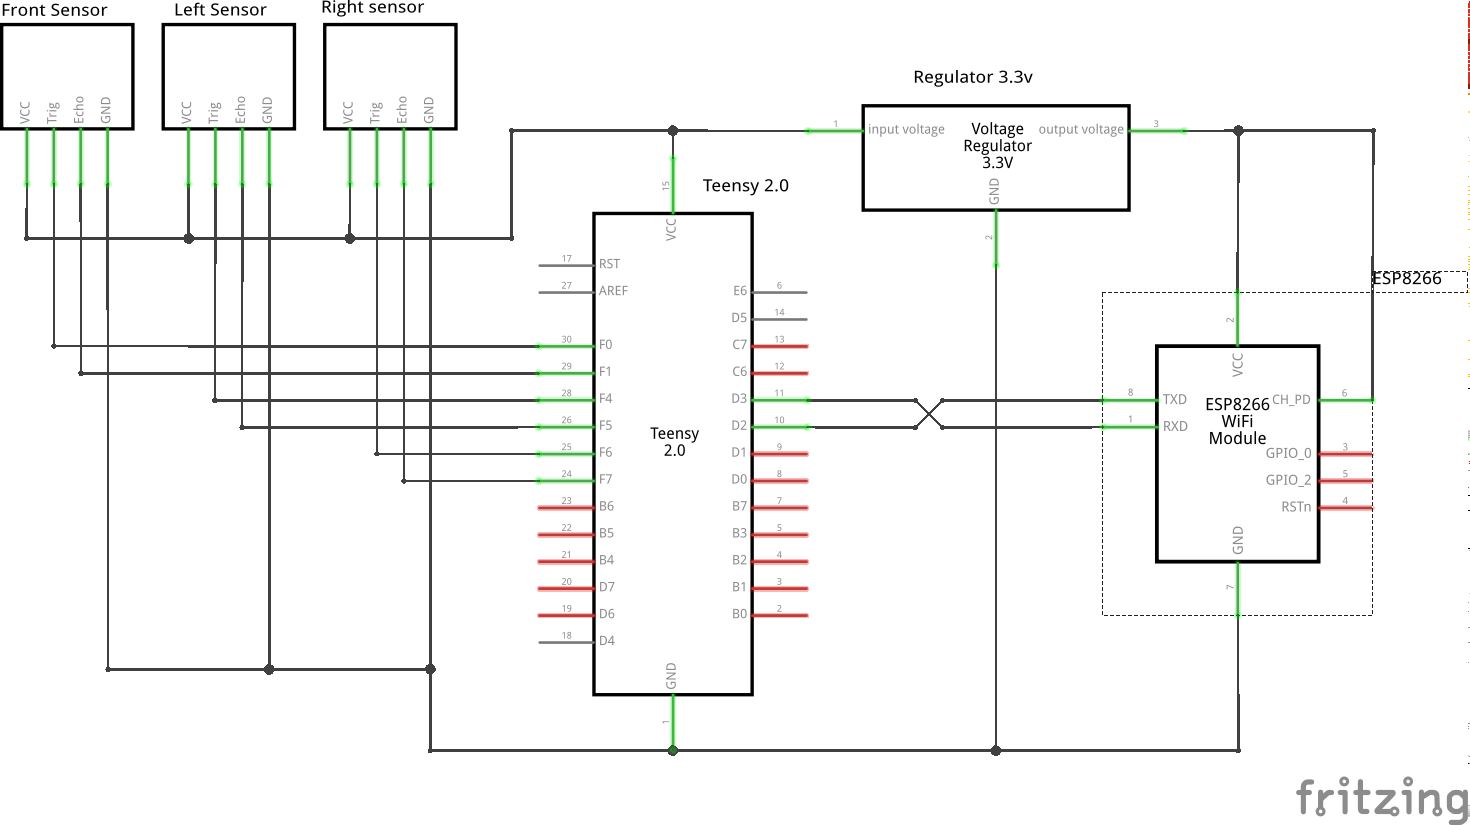 Front Sensor
Left Sensor
Right sensor
VCC
Trig
Echo
GND
VCC
Trig
Echo
GND
VCC
Trig
Echo
GND
Regulator 3.3v
1
input voltage
Voltage
Regulator
3.3V
output voltage
3
GND
2
Teensy 2.0
15
VCC
17
RST
27
AREF
30
F0
29
F1
28
F4
26
F5
25
F6
24
F7
23
B6
22
B5
21
B4
20
D7
19
D6
18
D4
Teensy
2.0
E6
6
D5
14
C7
13
C6
12
D3
11
D2
10
D1
9
D0
8
B7
7
B3
5
B2
4
B1
3
B0
2
GND
1
ESP8266
2
VCC
8
TXD
1
RXD
ESP8266
WiFi
Module
CH_PD
6
GPIO_0
3
GPIO_2
5
RSTn
4
GND
7
fritzing